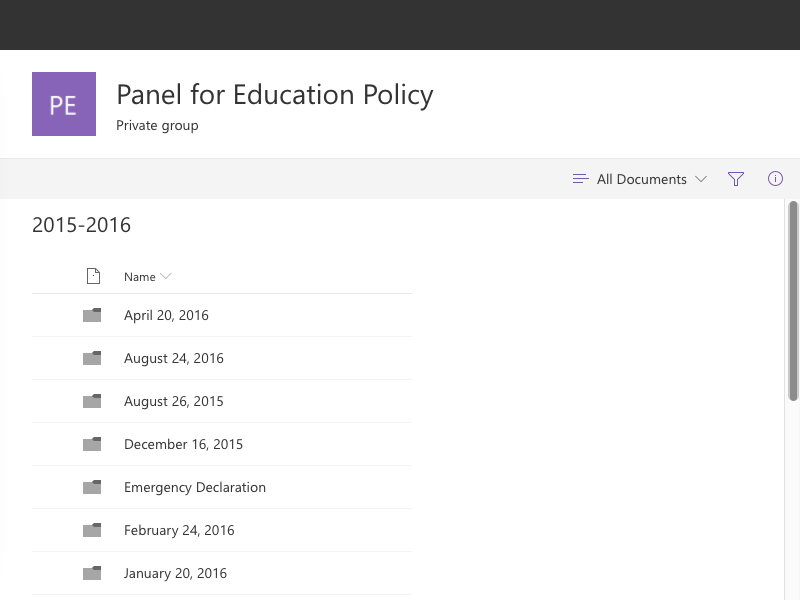 PE
Panel for Education Policy
Private group
All Documents
2015-2016
Name
April 20, 2016
August 24, 2016
August 26, 2015
December 16, 2015
Emergency Declaration
February 24, 2016
January 20, 2016